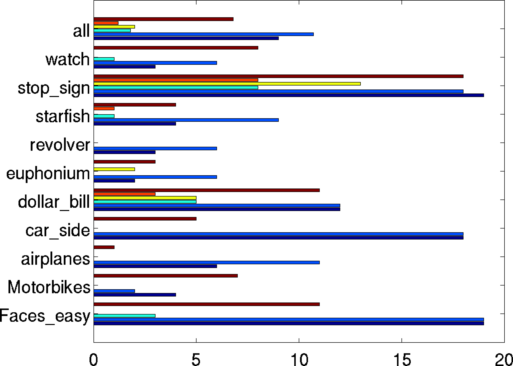 all
watch
stop_sign
starfish
revolver
euphonium
dollar_bill
car_side
airplanes
Motorbikes
Faces_easy
0 5 10 15 20